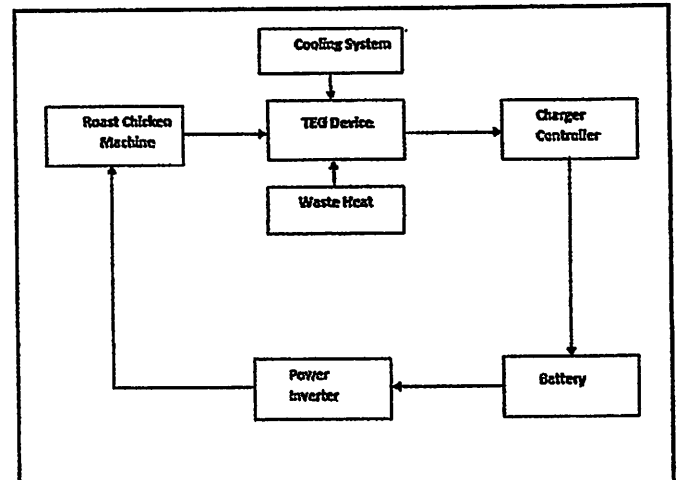 Cooling System
Roast Chicken
Machine
TEG Device
Charger
Controller
Waste Heat
Power
Inverter
Battery